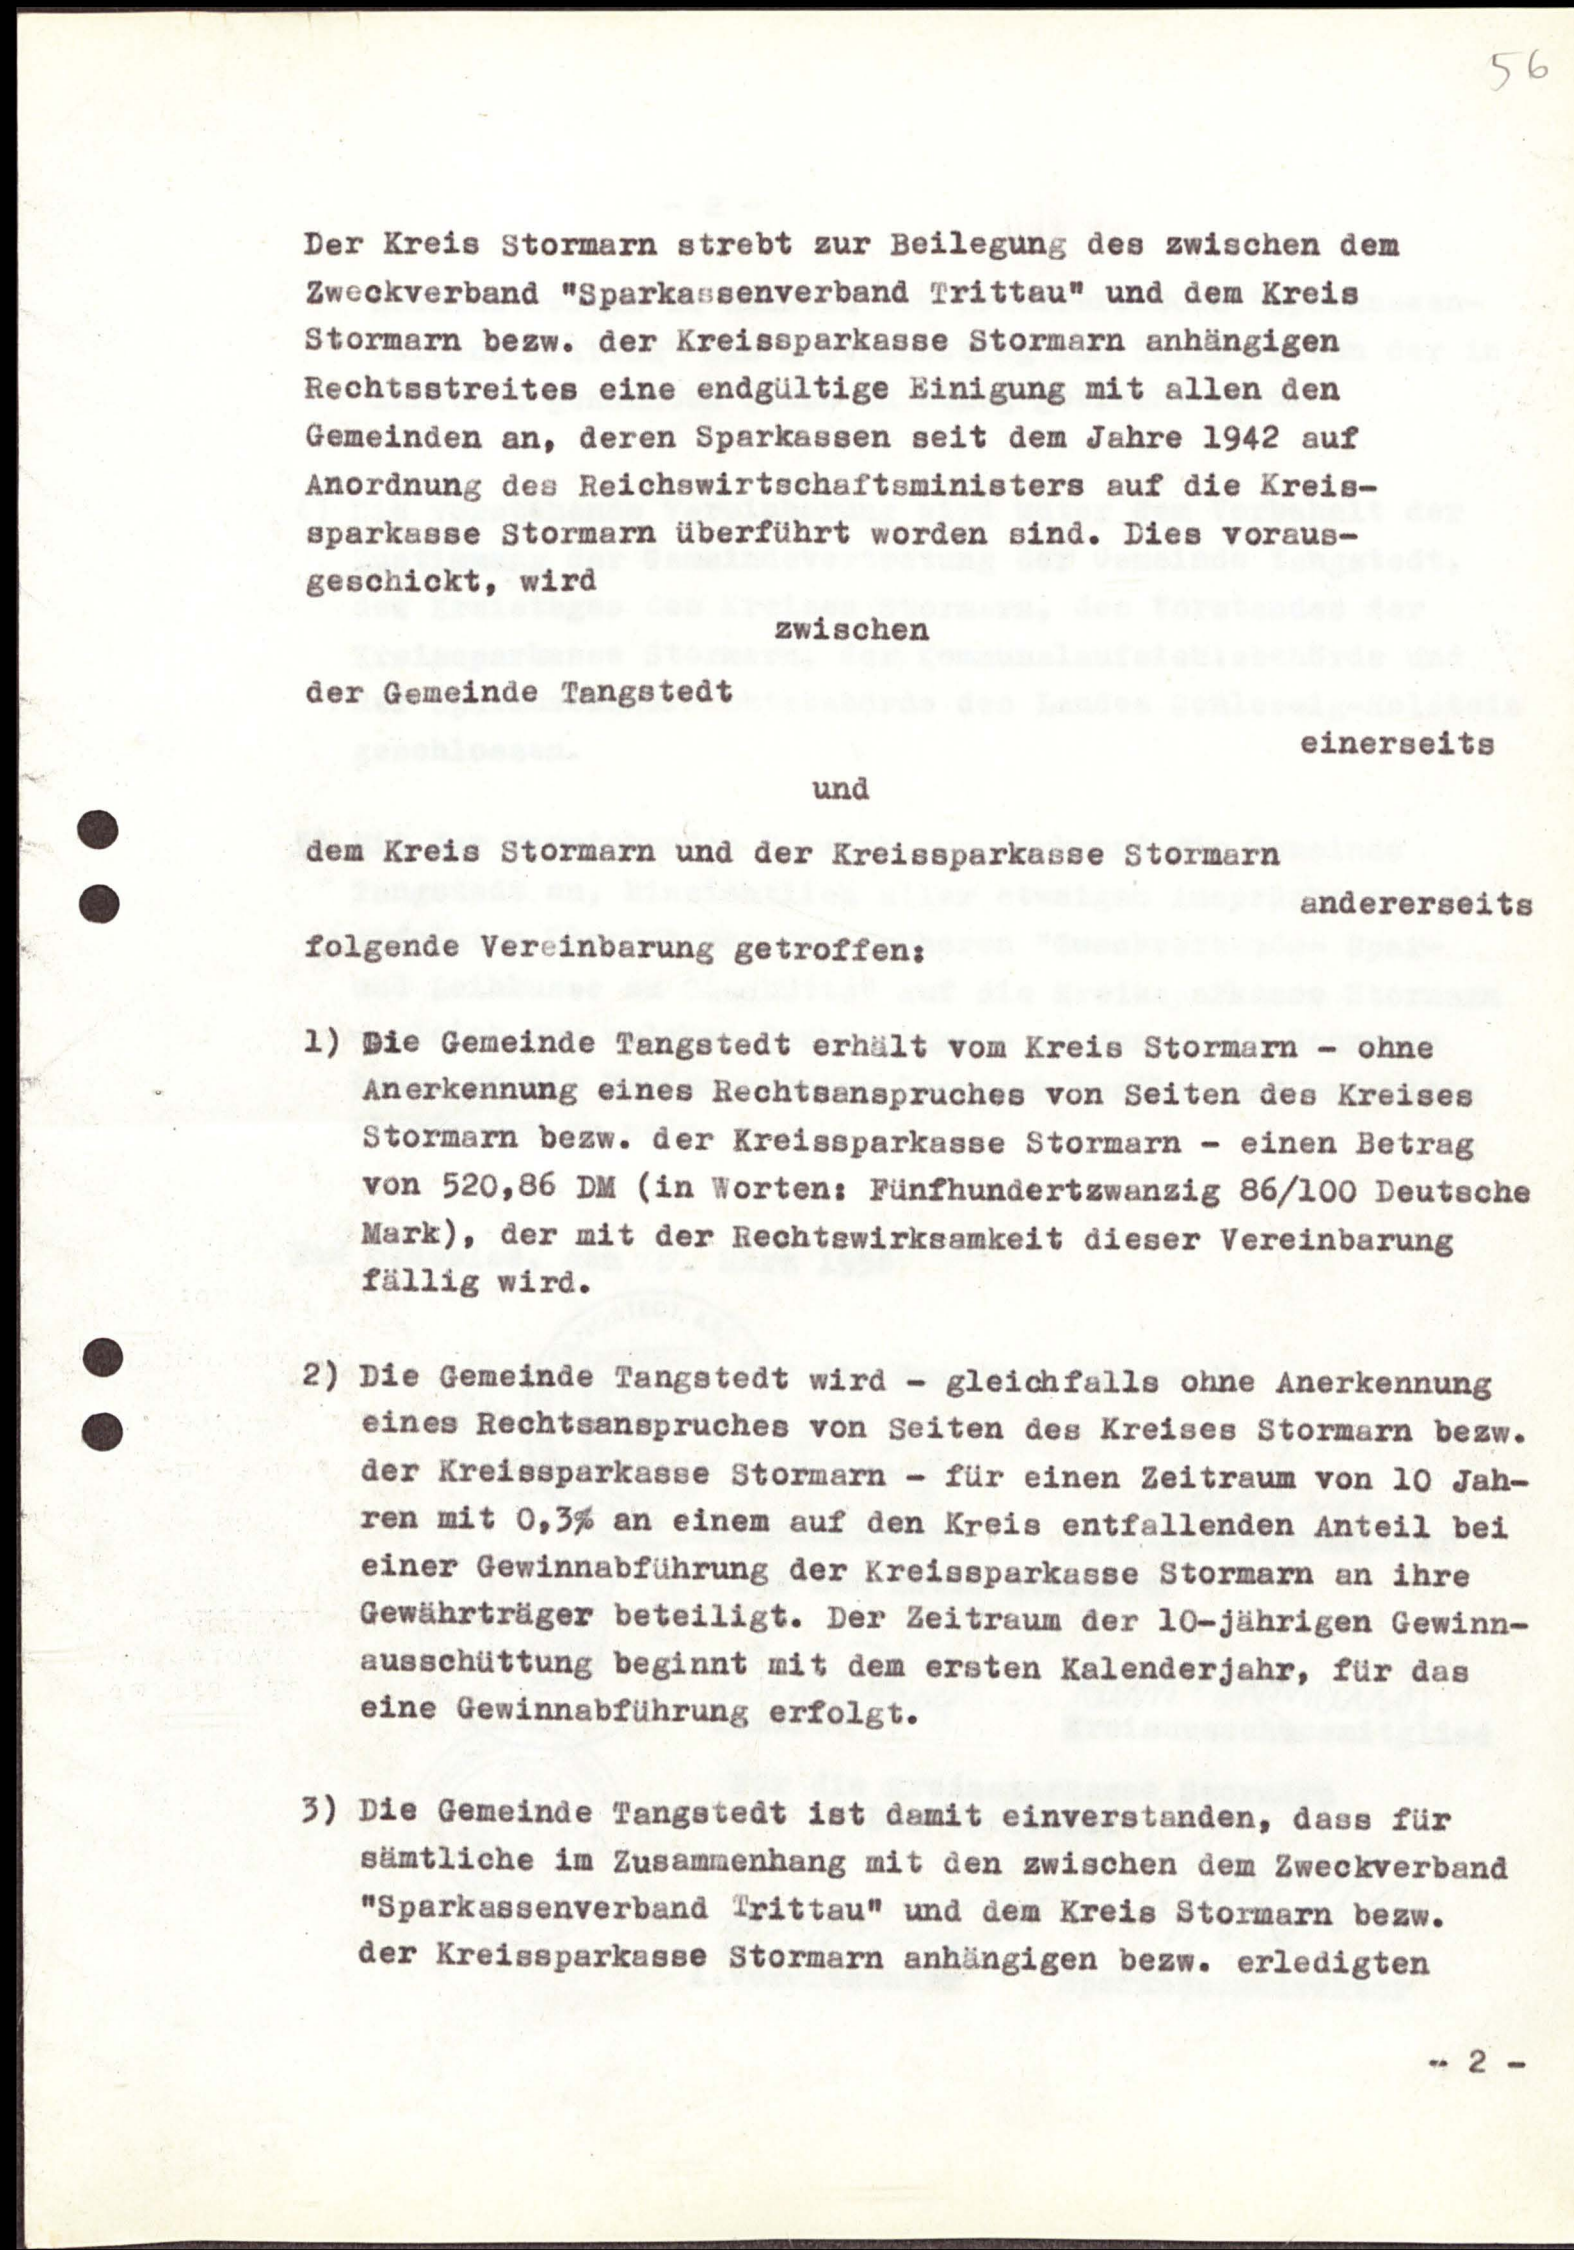 56
Der Kreis Stormarn strebt zur Beilegung des zwischen dem
Zweckverband "Sparkassenverband Trittau" und dem Kreis
Stormarn bezw. der Kreissparkasse Stormarn anhängigen
Rechtsstreites eine endgültige Einigung mit allen den
Gemeinden an, deren Sparkassen seit dem Jahre 1942 auf
Anordnung des Reichswirtschaftsministers auf die Kreis-
sparkasse Stormarn überführt worden sind. Dies voraus-
geschickt, wird
zwischen
der Gemeinde Tangstedt
einerseits
und
dem Kreis Stormarn und der Kreissparkasse Stormarn
andererseits
folgende Vereinbarung getroffen:
1) Die Gemeinde Tangstedt erhält vom Kreis Stormarn - ohne
Anerkennung eines Rechtsanspruches von Seiten des Kreises
Stormarn bezw. der Kreissparkasse Stormarn - einen Betrag
von 520,86 DM (in Worten: Fünfhundertzwanzig 86/100 Deutsche
Mark), der mit der Rechtswirksamkeit dieser Vereinbarung
fällig wird.
2) Die Gemeinde Tangstedt wird - gleichfalls ohne Anerkennung
eines Rechtsanspruches von Seiten des Kreises Stormarn bezw.
der Kreissparkasse Stormarn - für einen Zeitraum von 10 Jah-
ren mit 0,3% an einem auf den Kreis entfallenden Anteil bei
einer Gewinnabführung der Kreissparkasse Stormarn an ihre
Gewährträger beteiligt. Der Zeitraum der 10-jährigen Gewinn-
ausschüttung beginnt mit dem ersten Kalenderjahr, für das
eine Gewinnabführung erfolgt.
3) Die Gemeinde Tangstedt ist damit einverstanden, dass für
sämtliche im Zusammenhang mit den zwischen dem Zweckverband
"Sparkassenverband Trittau" und dem Kreis Stormarn bezw.
der Kreissparkasse Stormarn anhängigen bezw. erledigten
- 2 -